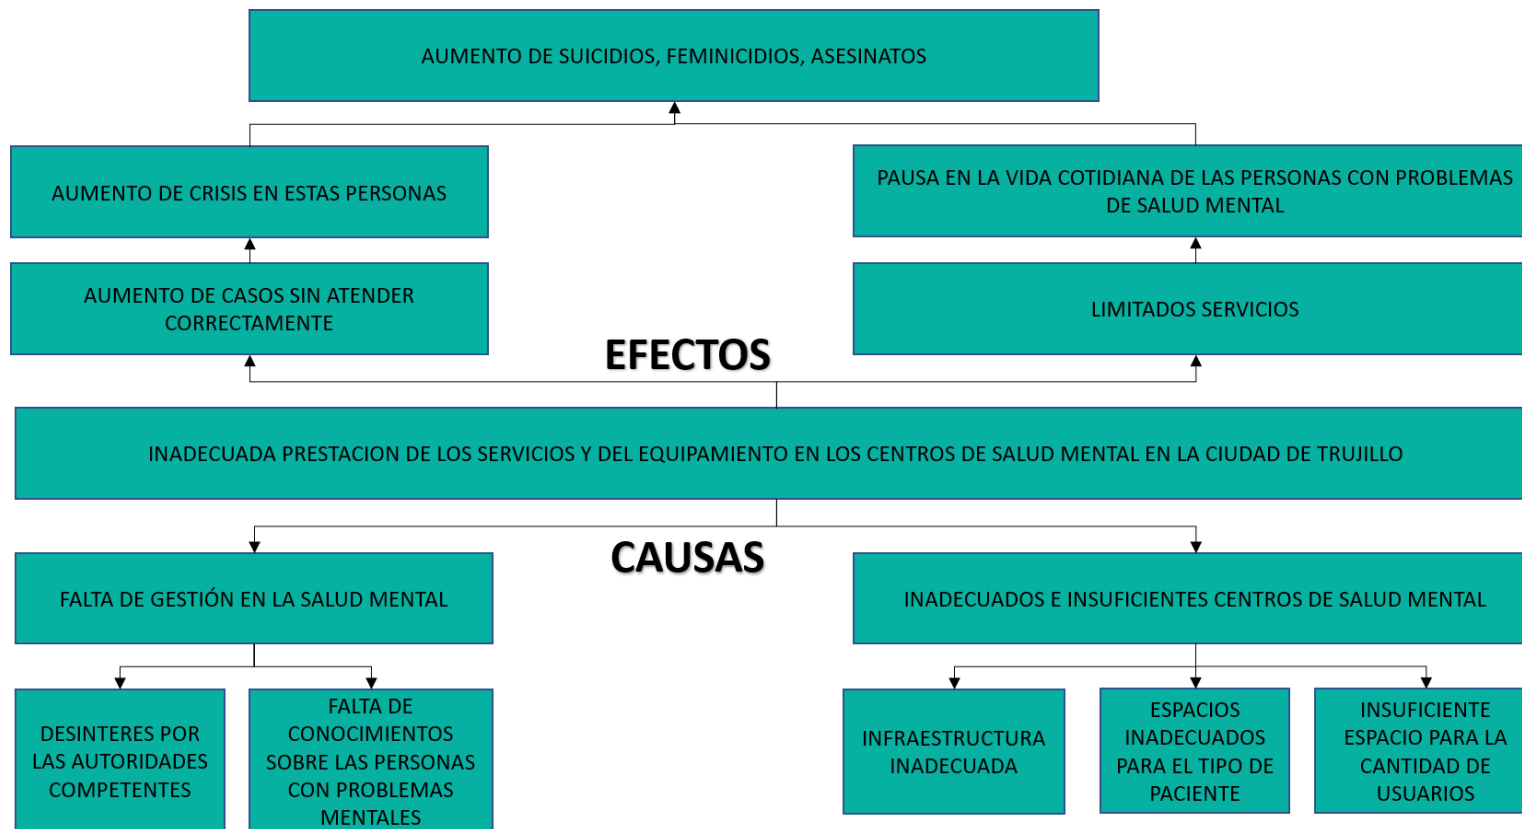 AUMENTO DE SUICIDIOS, FEMINICIDIOS, ASESINATOS
AUMENTO DE CRISIS EN ESTAS PERSONAS
PAUSA EN LA VIDA COTIDIANA DE LAS PERSONAS CON PROBLEMAS
DE SALUD MENTAL
AUMENTO DE CASOS SIN ATENDER
CORRECTAMENTE
LIMITADOS SERVICIOS
EFECTOS
INADECUADA PRESTACION DE LOS SERVICIOS Y DEL EQUIPAMIENTO EN LOS CENTROS DE SALUD MENTAL EN LA CIUDAD DE TRUJILLO
CAUSAS
FALTA DE GESTIÓN EN LA SALUD MENTAL
INADECUADOS E INSUFICIENTES CENTROS DE SALUD MENTAL
DESINTERES POR
LAS AUTORIDADES
COMPETENTES
FALTA DE
CONOCIMIENTOS
SOBRE LAS PERSONAS
CON PROBLEMAS
MENTALES
INFRAESTRUCTURA
INADECUADA
ESPACIOS
INADECUADOS
PARA EL TIPO DE
PACIENTE
INSUFICIENTE
ESPACIO PARA LA
CANTIDAD DE
USUARIOS